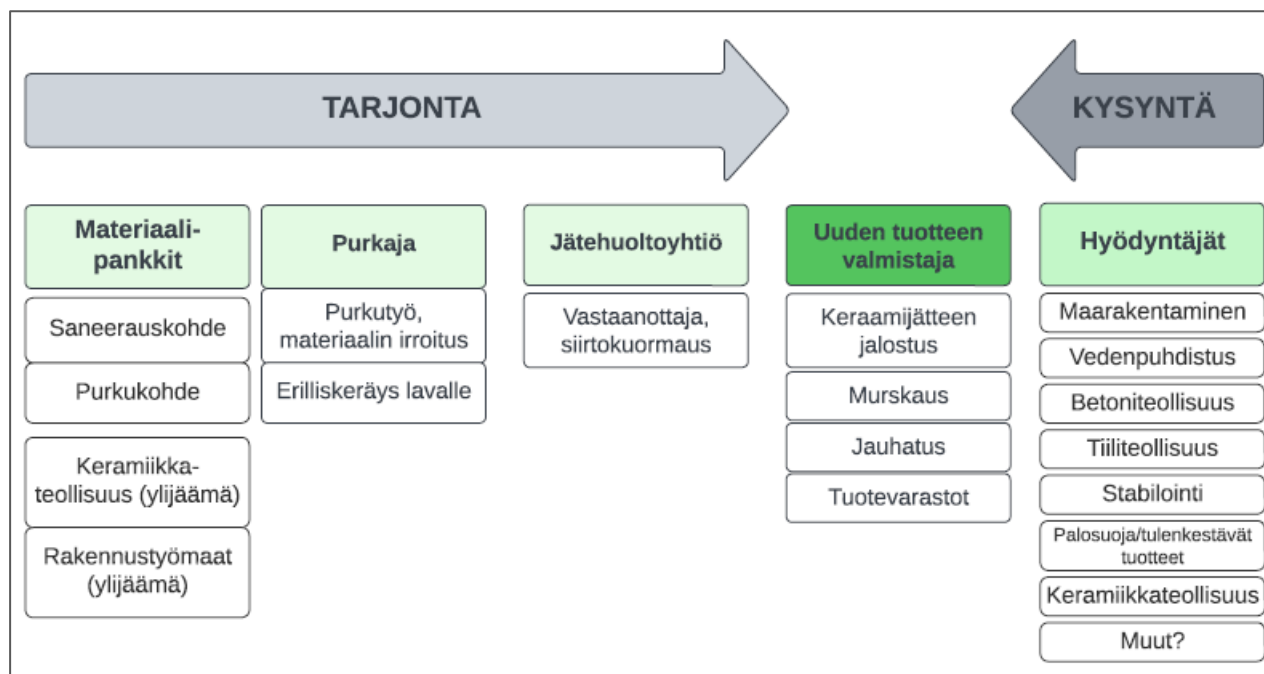 TARJONTA
KYSYNTÄ
Materiaali-
pankkit
Saneerauskohde
Purkukohde
Keramiikka-
teollisuus (ylijäämä)
Rakennustyömaat
(ylijäämä)
Purkaja
Purkutyö,
materiaalin irroitus
Erilliskeräys lavalle
Jätehuoltoyhtiö
Vastaanottaja,
siirtokuormaus
Uuden tuotteen
valmistaja
Keraamijätteen
jalostus
Murskaus
Jauhatus
Tuotevarastot
Hyödyntäjät
Maarakentaminen
Vedenpuhdistus
Betoniteollisuus
Tiiliteollisuus
Stabilointi
Palosuoja/tulenkestävät
tuotteet
Keramiikkateollisuus
Muut?